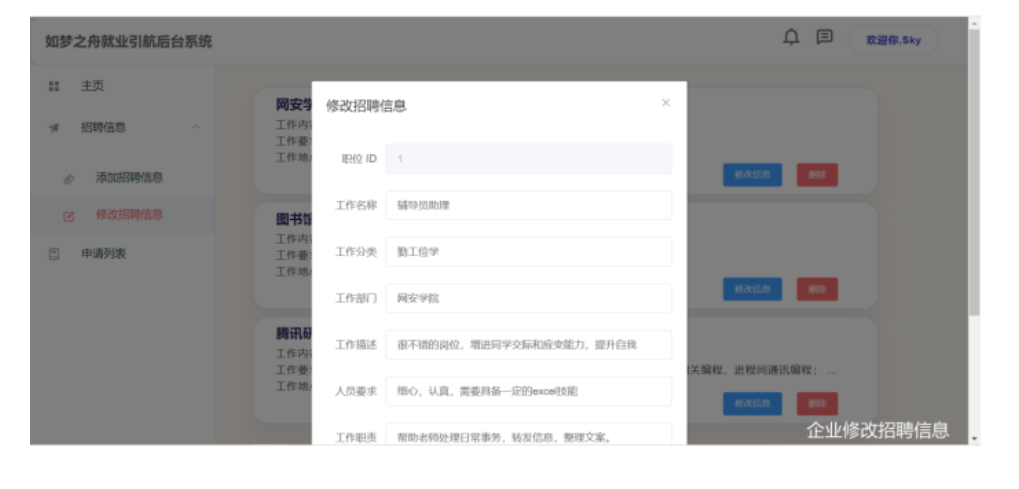 如梦之舟就业引航后台系统
欢迎你,Sky
主页
招聘信息
添加招聘信息
修改招聘信息
申请列表
网安学
工作内
工作要
工作地
修改信息 删除
图书馆
工作内
工作要
工作地
修改信息 删除
腾讯研
工作内
工作要
关编程，进程间通讯编程； ...
工作地
修改信息 删除
修改招聘信息
职位 ID 1
工作名称 辅导员助理
工作分类 勤工位学
工作部门 网安学院
工作描述 很不错的岗位，增进同学交际和应变能力，提升自我
人员要求 细心，认真，需要具备一定的excel技能
工作职责 帮助老师处理日常事务，转发信息，整理文案。
企业修改招聘信息